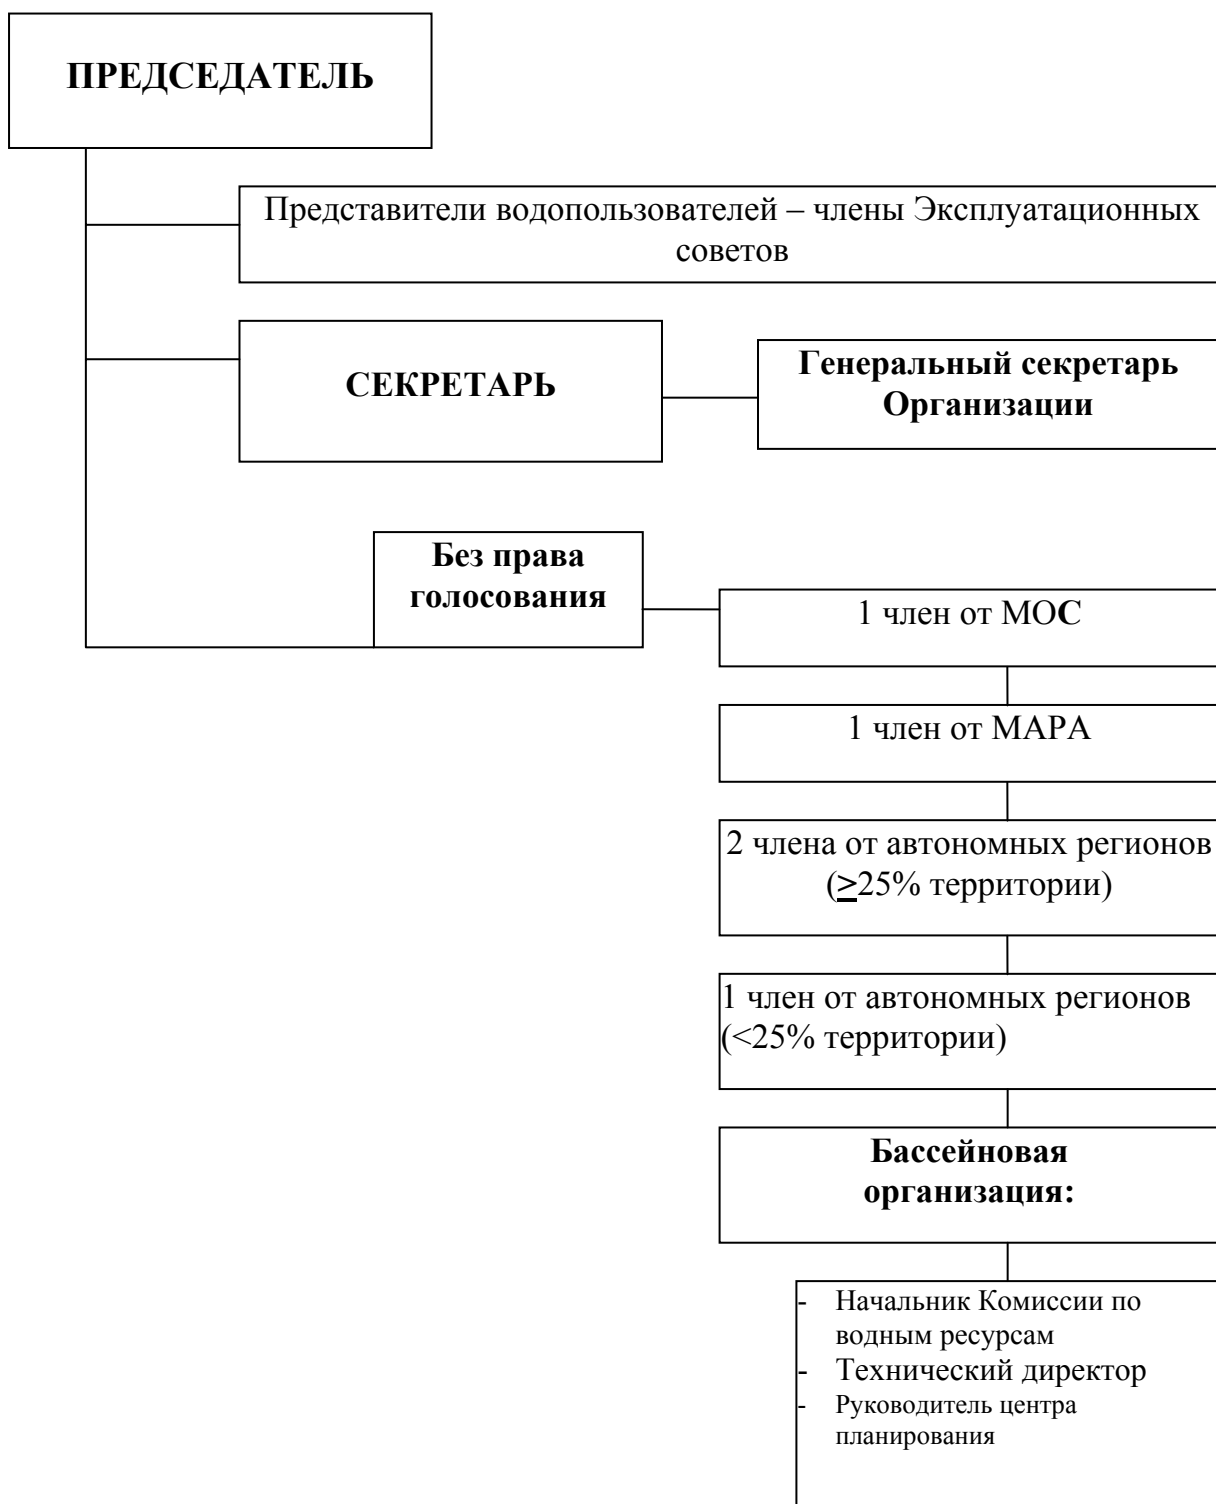 ПРЕДСЕДАТЕЛЬ
Представители водопользователей – члены Эксплуатационных
советов
СЕКРЕТАРЬ
Генеральный секретарь
Организации
Без права
голосования
1 член от МОС
1 член от МАРА
2 члена от автономных регионов
(≥25% территории)
1 член от автономных регионов
(<25% территории)
Бассейновая
организация:
- Начальник Комиссии по
водным ресурсам
- Технический директор
- Руководитель центра
планирования